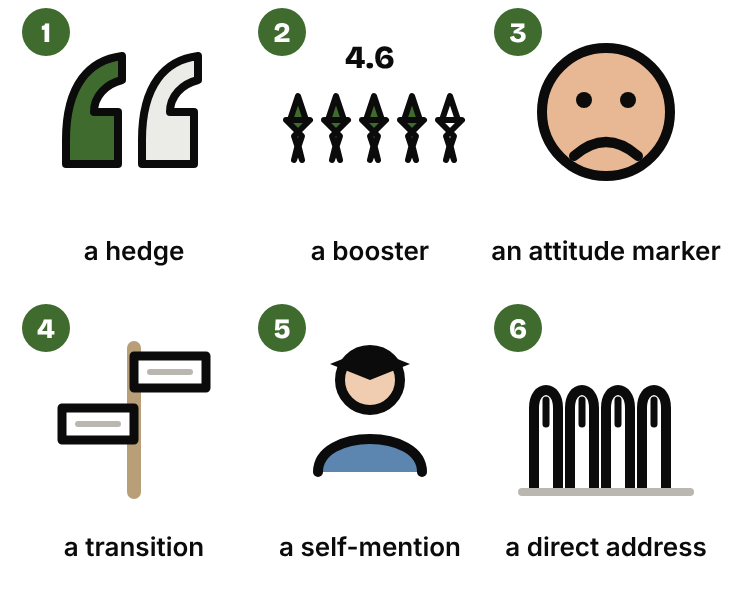 1
2
4.6
3
a hedge
a booster
an attitude marker
4
5
6
a transition
a self-mention
a direct address